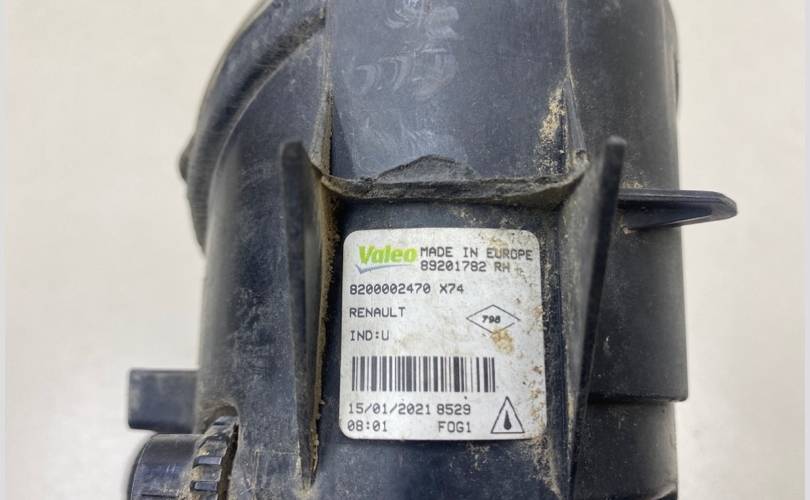 Valeo MADE IN EUROPE
89201782 RH
8200002470 X74
RENAULT
798
IND:U
15/01/2021 8529
08:01 FOG1